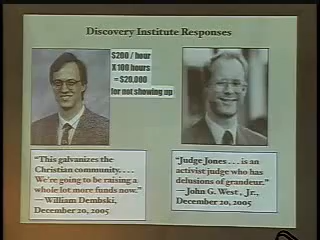 Discovery Institute Responses
$200 / hour
X 100 hours
= $20,000
for not showing up
"This galvanizes the
Christian community. . . .
We're going to be raising a
whole lot more funds now."
—William Dembski,
December 20, 2005
"Judge Jones . . . is an
activist judge who has
delusions of grandeur."
—John G. West, Jr.,
December 20, 2005